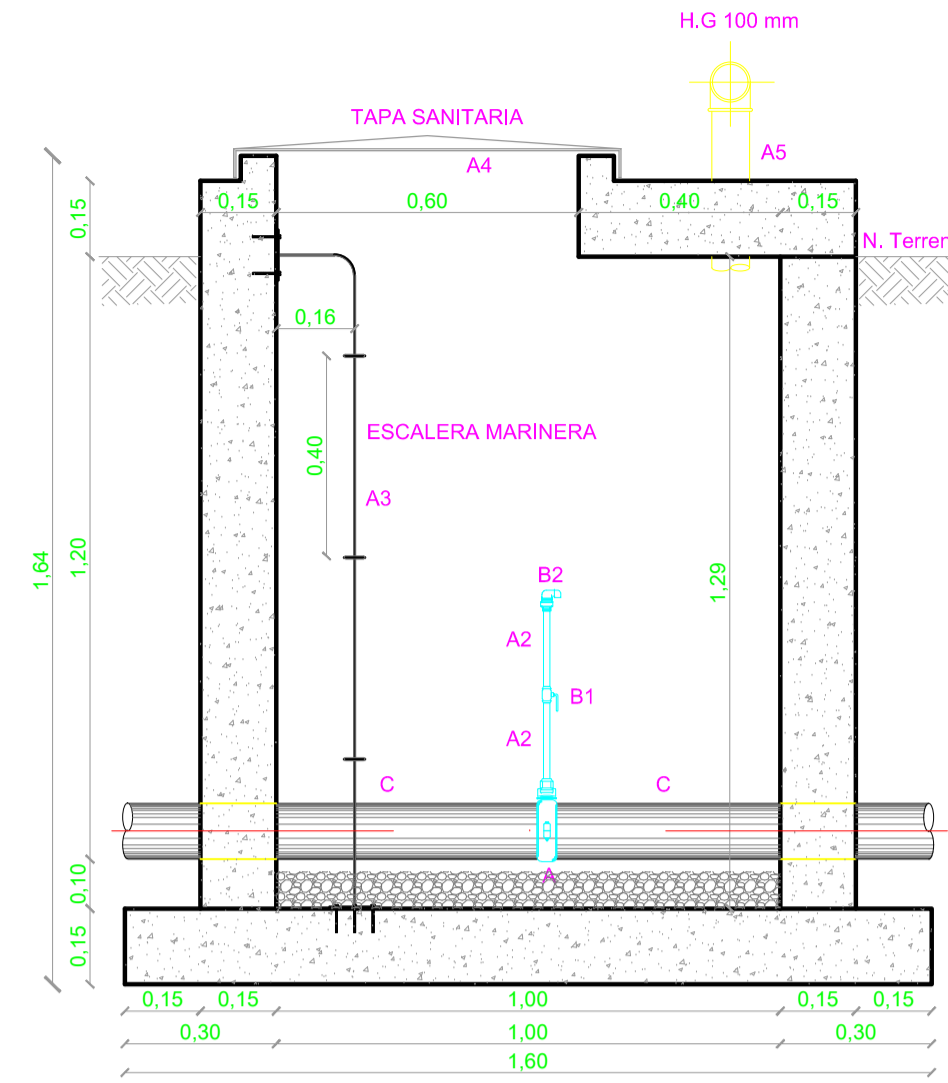 H.G 100 mm
TAPA SANITARIA
A4
A5
0,15
0,15
0,60
0,40
0,15
N. Terren
0,16
ESCALERA MARINERA
0,40
A3
1,64
1,20
1,29
B2
A2
B1
A2
C
C
A
0,10
0,15
0,15
0,15
1,00
0,15
0,15
0,30
1,00
0,30
1,60